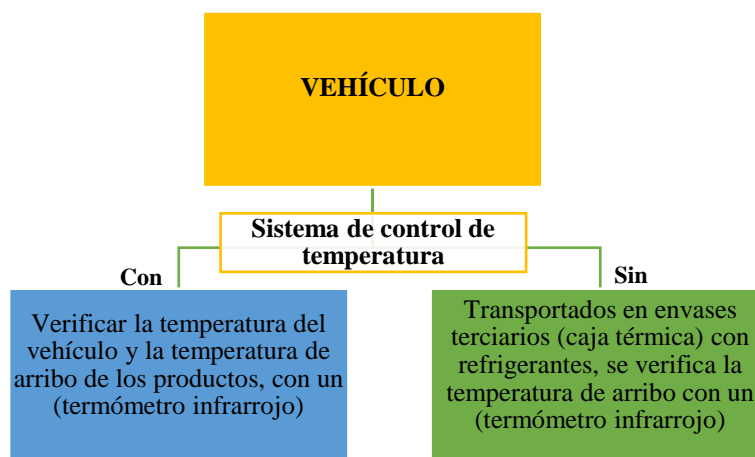 VEHÍCULO
Sistema de control de
temperatura
Con
Sin
Verificar la temperatura del
vehículo y la temperatura de
arribo de los productos, con un
(termómetro infrarrojo)
Transportados en envases
terciarios (caja térmica) con
refrigerantes, se verifica la
temperatura de arribo con un
(termómetro infrarrojo)